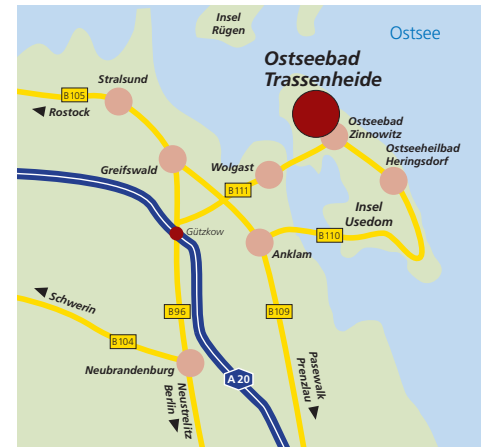 Insel
Rügen
Ostsee
Ostseebad
Trassenheide
Stralsund
B105
Rostock
Ostseebad
Zinnowitz
Ostseeheilbad
Heringsdorf
Greifswald
Wolgast
B111
Insel
Usedom
Gützkow
B110
Anklam
Schwerin
B96
B109
B104
Neubrandenburg
A 20
Neustrelitz
Berlin
Pasewalk
Prenzlau